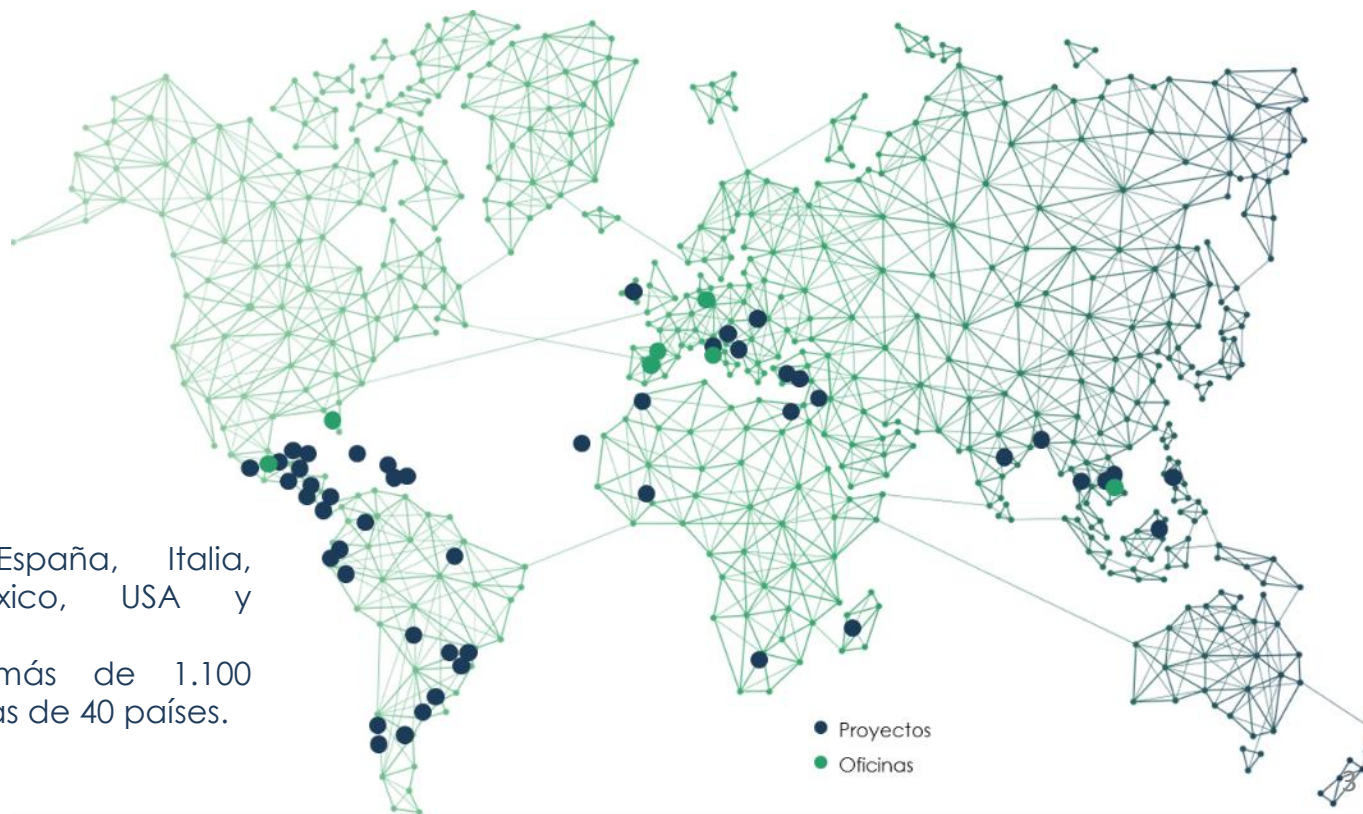 España, Italia,
xico, USA y
más de 1.100
as de 40 países.
Proyectos
Oficinas
3